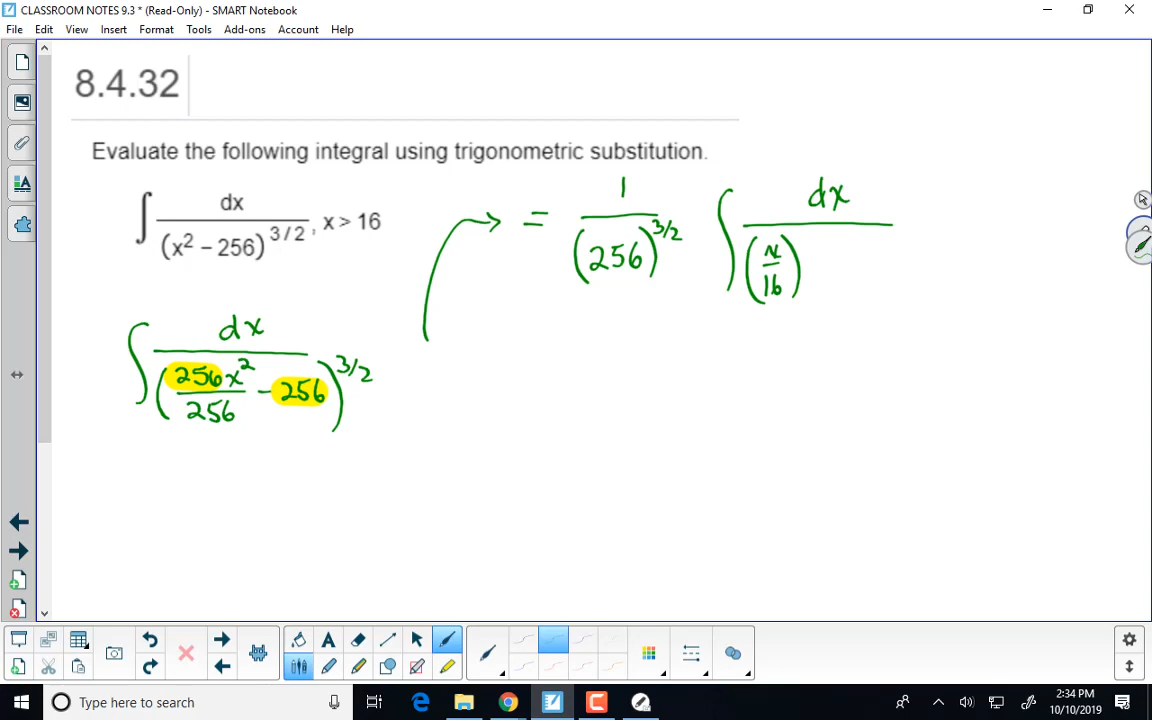 CLASSROOM NOTES 9.3 * (Read-Only) - SMART Notebook
File Edit View Insert Format Tools Add-ons Account Help
8.4.32
Evaluate the following integral using trigonometric substitution.
∫ dx / (x² − 256)^3/2 , x > 16
= 1 / (256)^3/2 ∫ dx / (x/16)
∫ dx / (256x²/256 − 256)^3/2
Type here to search
2:34 PM
10/10/2019